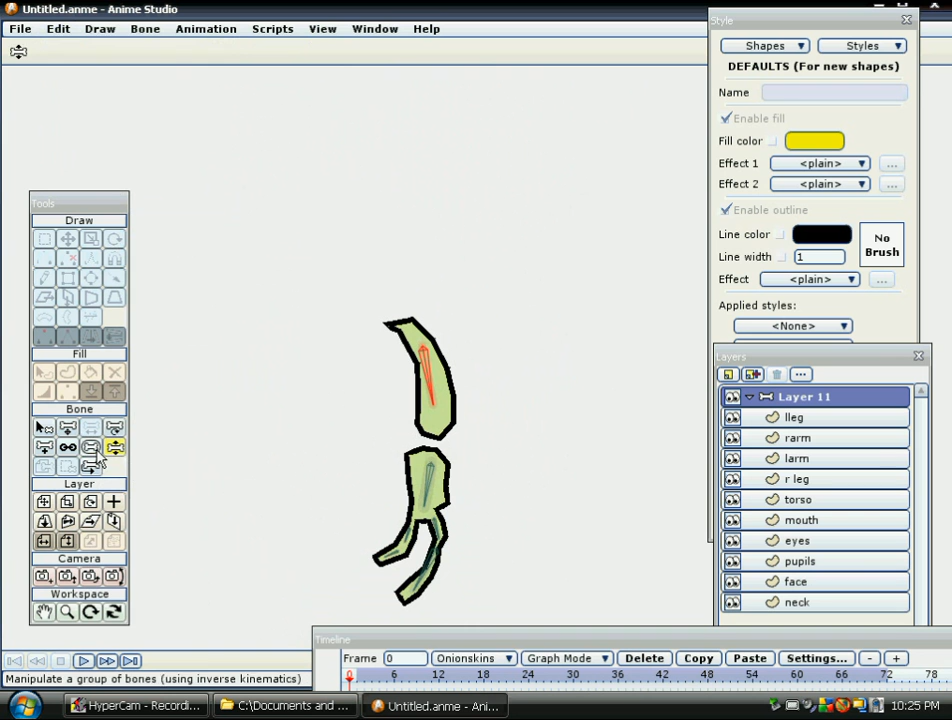 Untitled.anme - Anime Studio
File Edit Draw Bone Animation Scripts View Window Help
Style
Shapes Styles
DEFAULTS (For new shapes)
Name
Enable fill
Fill color
Effect 1 <plain> ...
Effect 2 <plain> ...
Enable outline
Line color
No
Brush
Line width 1
Effect <plain> ...
Applied styles:
<None>
Tools
Draw
Fill
Bone
Layer
Camera
Workspace
Layers
...
Layer 11
lleg
rarm
larm
r leg
torso
mouth
eyes
pupils
face
neck
Timeline
Frame 0 Onionskins Graph Mode Delete Copy Paste Settings... - +
6 12 18 24 30 36 42 48 54 60 66 72 78
Manipulate a group of bones (using inverse kinematics)
HyperCam - Recordi... C:\Documents and ... Untitled.anme - Ani... 10:25 PM